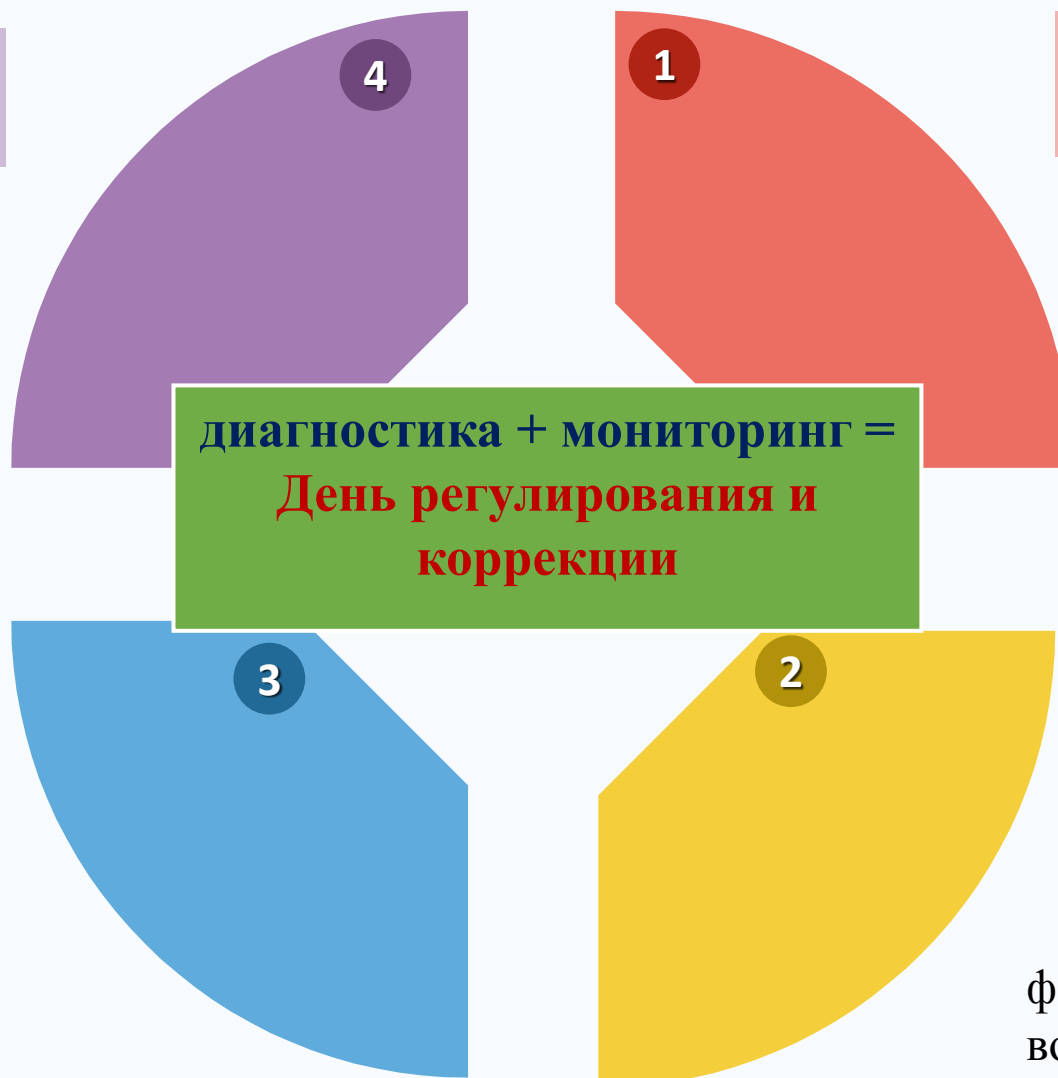 4
1
диагностика + мониторинг =
День регулирования и
коррекции
3
2